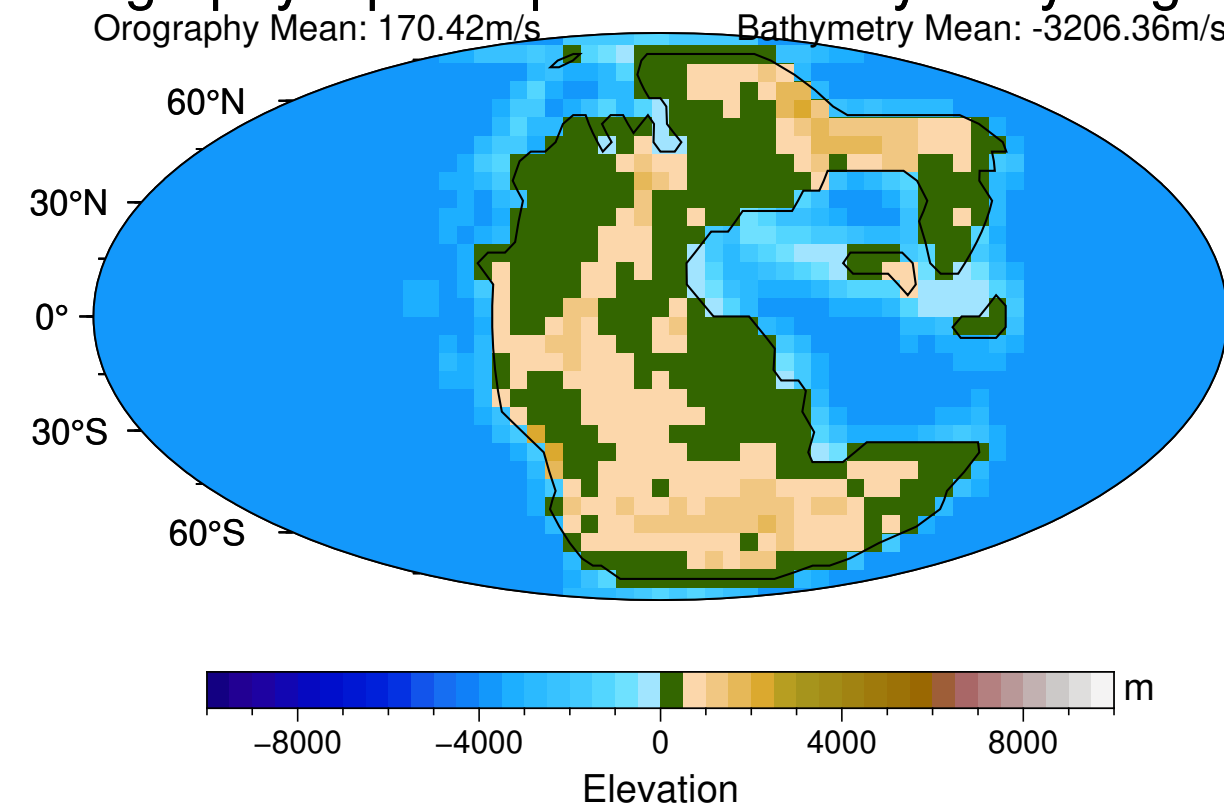 Orography Mean: 170.42m/s Bathymetry Mean: -3206.36m/s
60°N
30°N
0°
30°S
60°S
m
−8000 −4000 0 4000 8000
Elevation